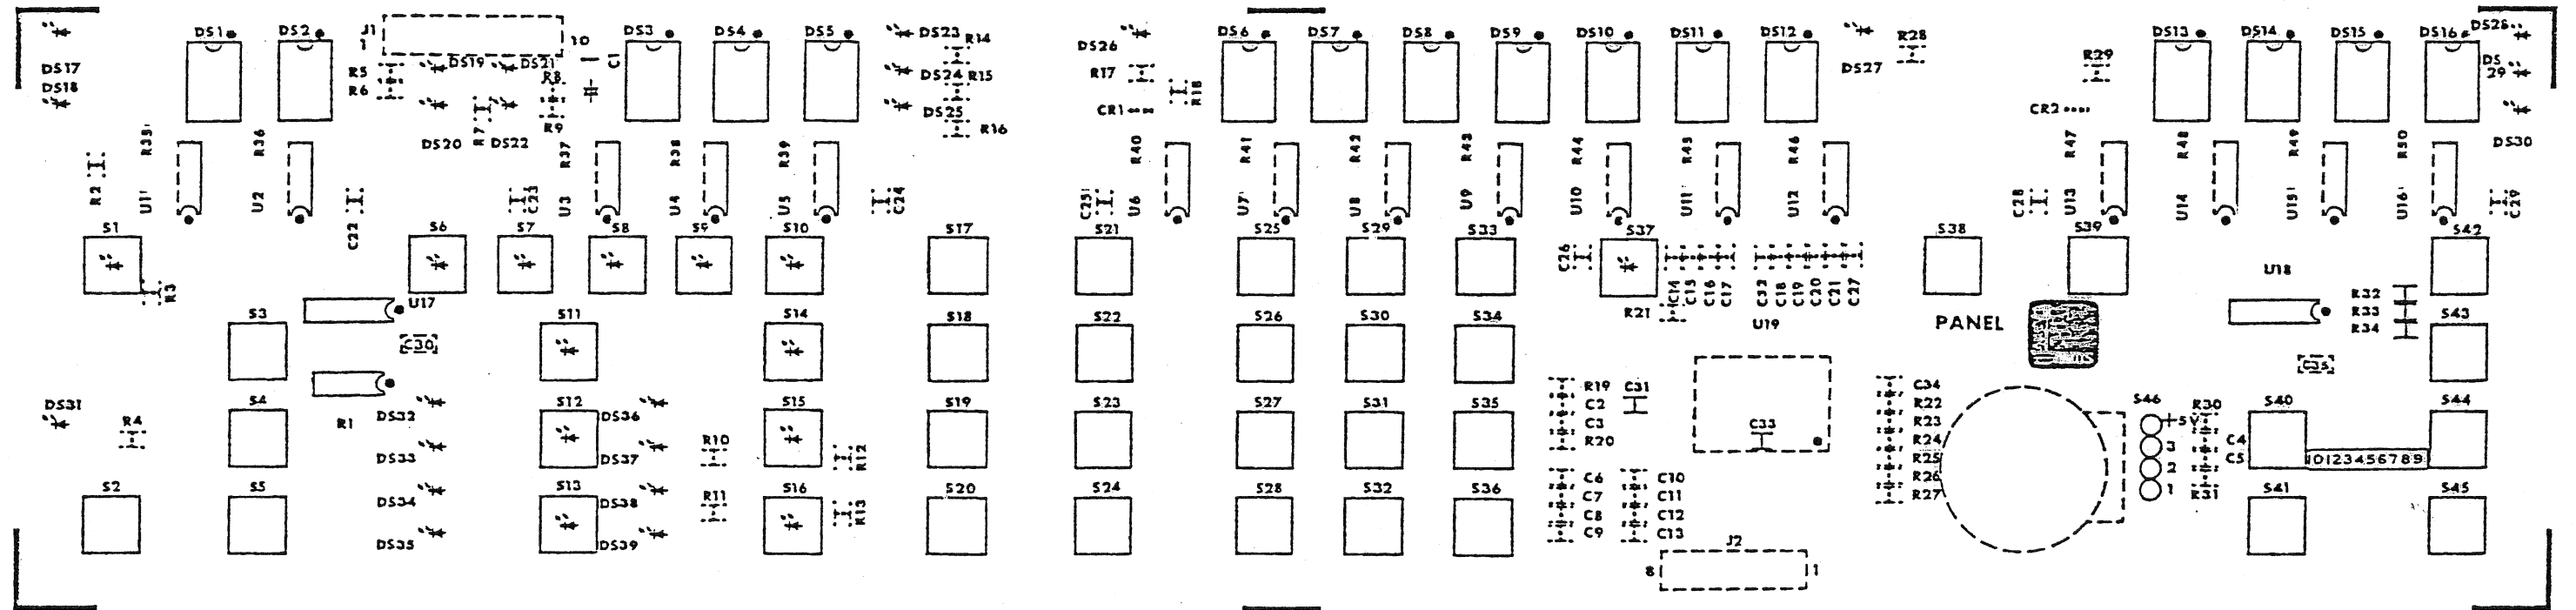 DS1 DS2 J1 DS3 DS4 DS5 DS23 R14 DS26 DS6 DS7 DS8 DS9 DS10 DS11 DS12 R28 DS13 DS14 DS15 DS16 DS28
1 10
DS17 R5 DS19 DS21 R8 C1 DS24 R15 R17 DS27 R29 DS 29
DS18 R6 DS25 R18 CR1 CR2
R9 R16
R35 R36 DS20 R7 DS22 R37 R38 R39 R40 R41 R42 R43 R44 R45 R46 R47 R48 R49 R50 DS30
R2 U1 U2 C22 C23 U3 U4 U5 C24 C25 U6 U7 U8 U9 U10 U11 U12 C28 U13 U14 U15 U16 C29
S1 S6 S7 S8 S9 S10 S17 S21 S25 S29 S33 C26 S37 S38 S39 S42
R3 U17 C14 C15 C16 C17 C32 C18 C19 C20 C21 C27 U18
R32
S3 S11 S14 S18 S22 S26 S30 S34 R21 U19 PANEL R33 S43
R34
C30 C35
DS31 S4 R1 DS32 S12 DS36 S15 S19 S23 S27 S31 S35 R19 C31 C34 S46 R30 S40 S44
C2 R22
R4 C3 C33 R23 +5V
R10 R12 R20 R24 3 C4
DS33 DS37 R25 2 C5 0123456789
S2 S5 DS34 S13 DS38 R11 S16 R13 S20 S24 S28 S32 S36 C6 C10 R26 1 R31 S41 S45
C7 C11 R27
C8 C12
DS35 DS39 C9 C13
J2
8 1